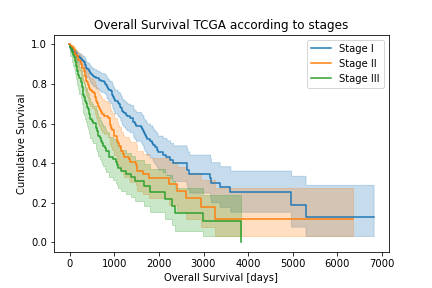 Overall Survival TCGA according to stages
Stage I
Stage II
Stage III
Cumulative Survival
1.0
0.8
0.6
0.4
0.2
0.0
0 1000 2000 3000 4000 5000 6000 7000
Overall Survival [days]